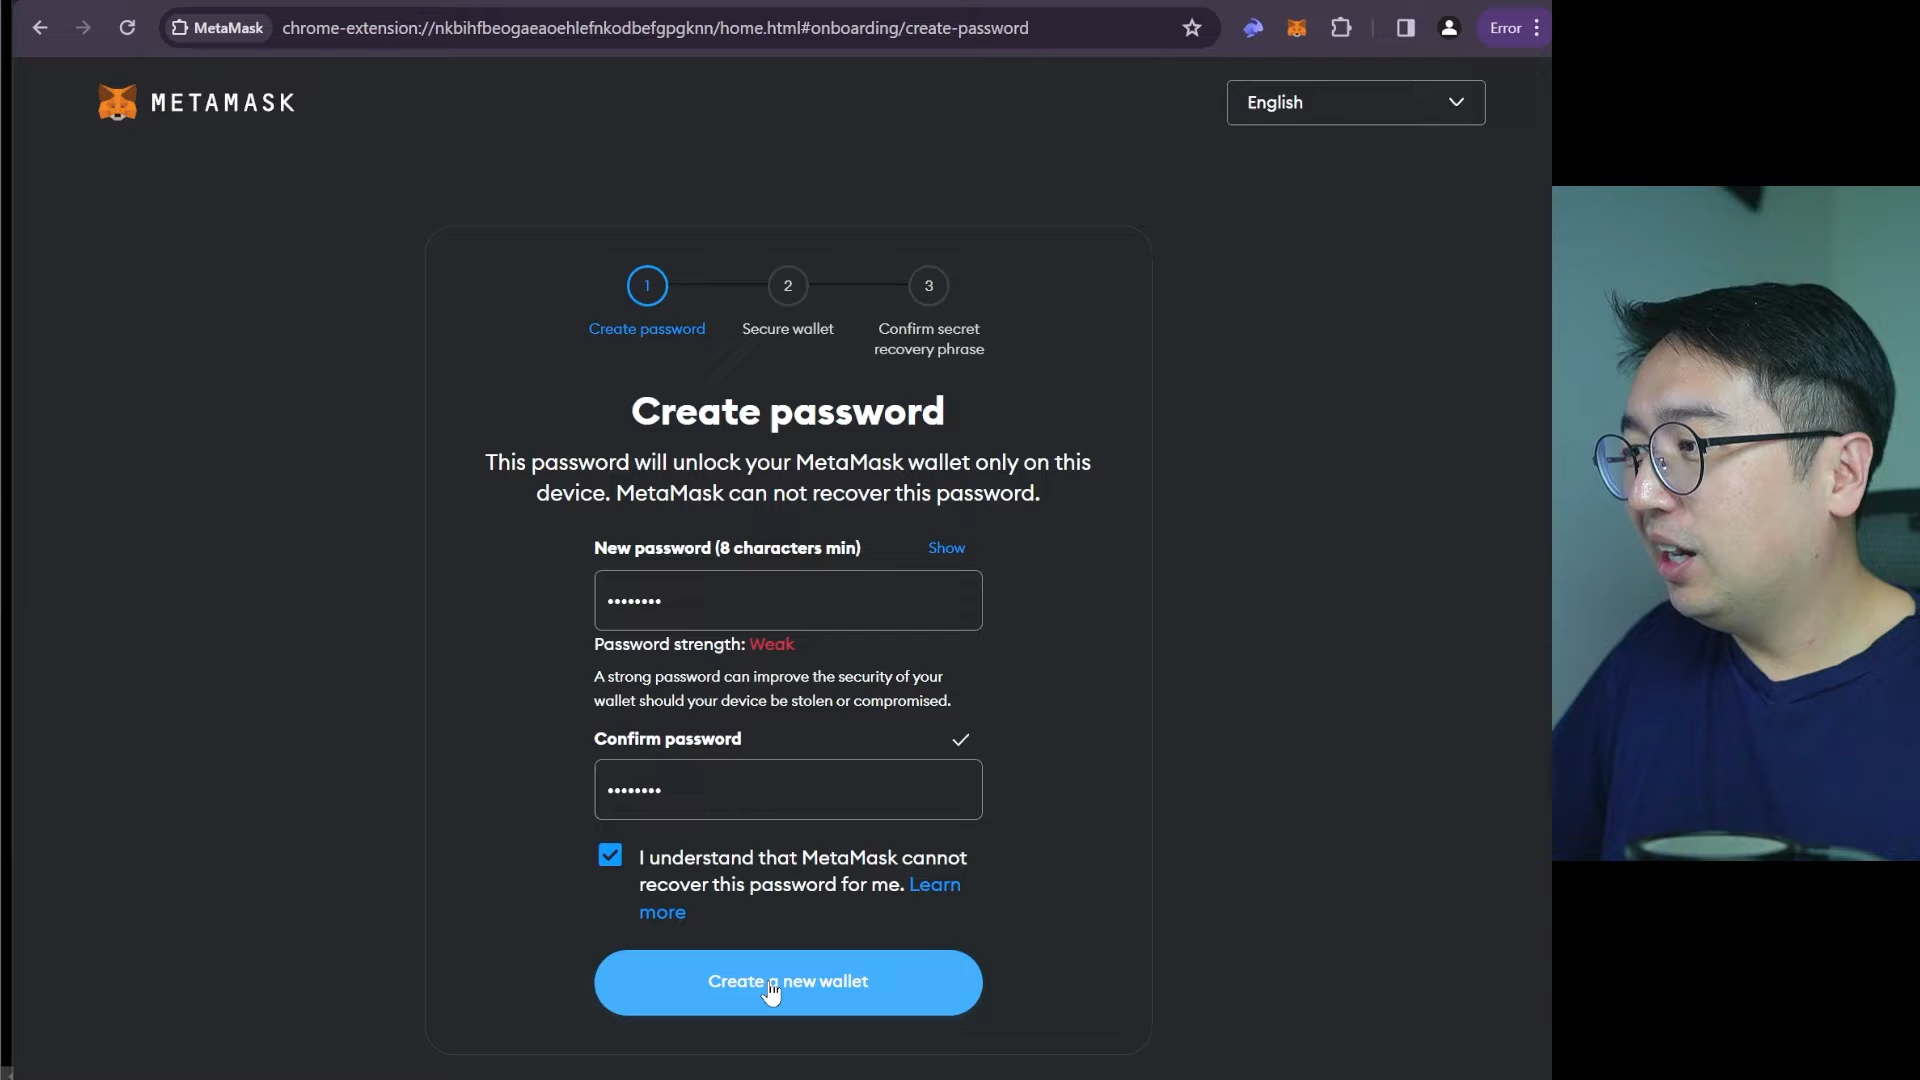 MetaMask
chrome-extension://nkbihfbeogaeaoehlefnkodbefgpgknn/home.html#onboarding/create-password
Error
METAMASK
English
1
2
3
Create password
Secure wallet
Confirm secret
recovery phrase
Create password
This password will unlock your MetaMask wallet only on this
device. MetaMask can not recover this password.
New password (8 characters min)
Show
••••••••
Password strength: Weak
A strong password can improve the security of your
wallet should your device be stolen or compromised.
Confirm password
••••••••
I understand that MetaMask cannot
recover this password for me. Learn
more
Create a new wallet